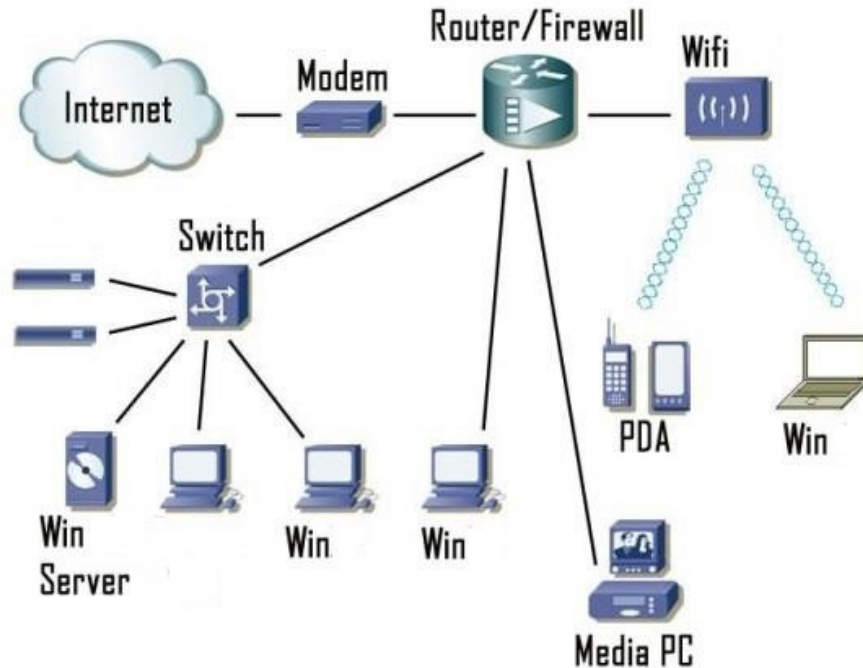 Router/Firewall
Wifi
Modem
Internet
Switch
PDA
Win
Win
Server
Win
Win
Media PC